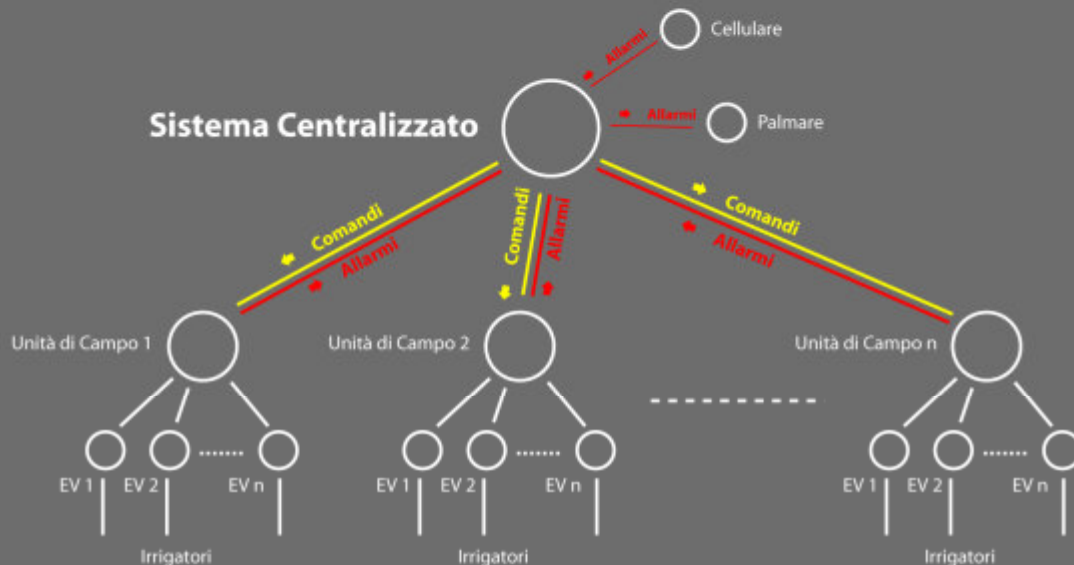 Cellulare
Allarmi
Sistema Centralizzato
Allarmi
Palmare
Comandi
Allarmi
Comandi
Allarmi
Comandi
Allarmi
Unità di Campo 1
Unità di Campo 2
Unità di Campo n
EV 1 EV 2 ....... EV n
EV 1 EV 2 ....... EV n
EV 1 EV 2 ....... EV n
Irrigatori
Irrigatori
Irrigatori